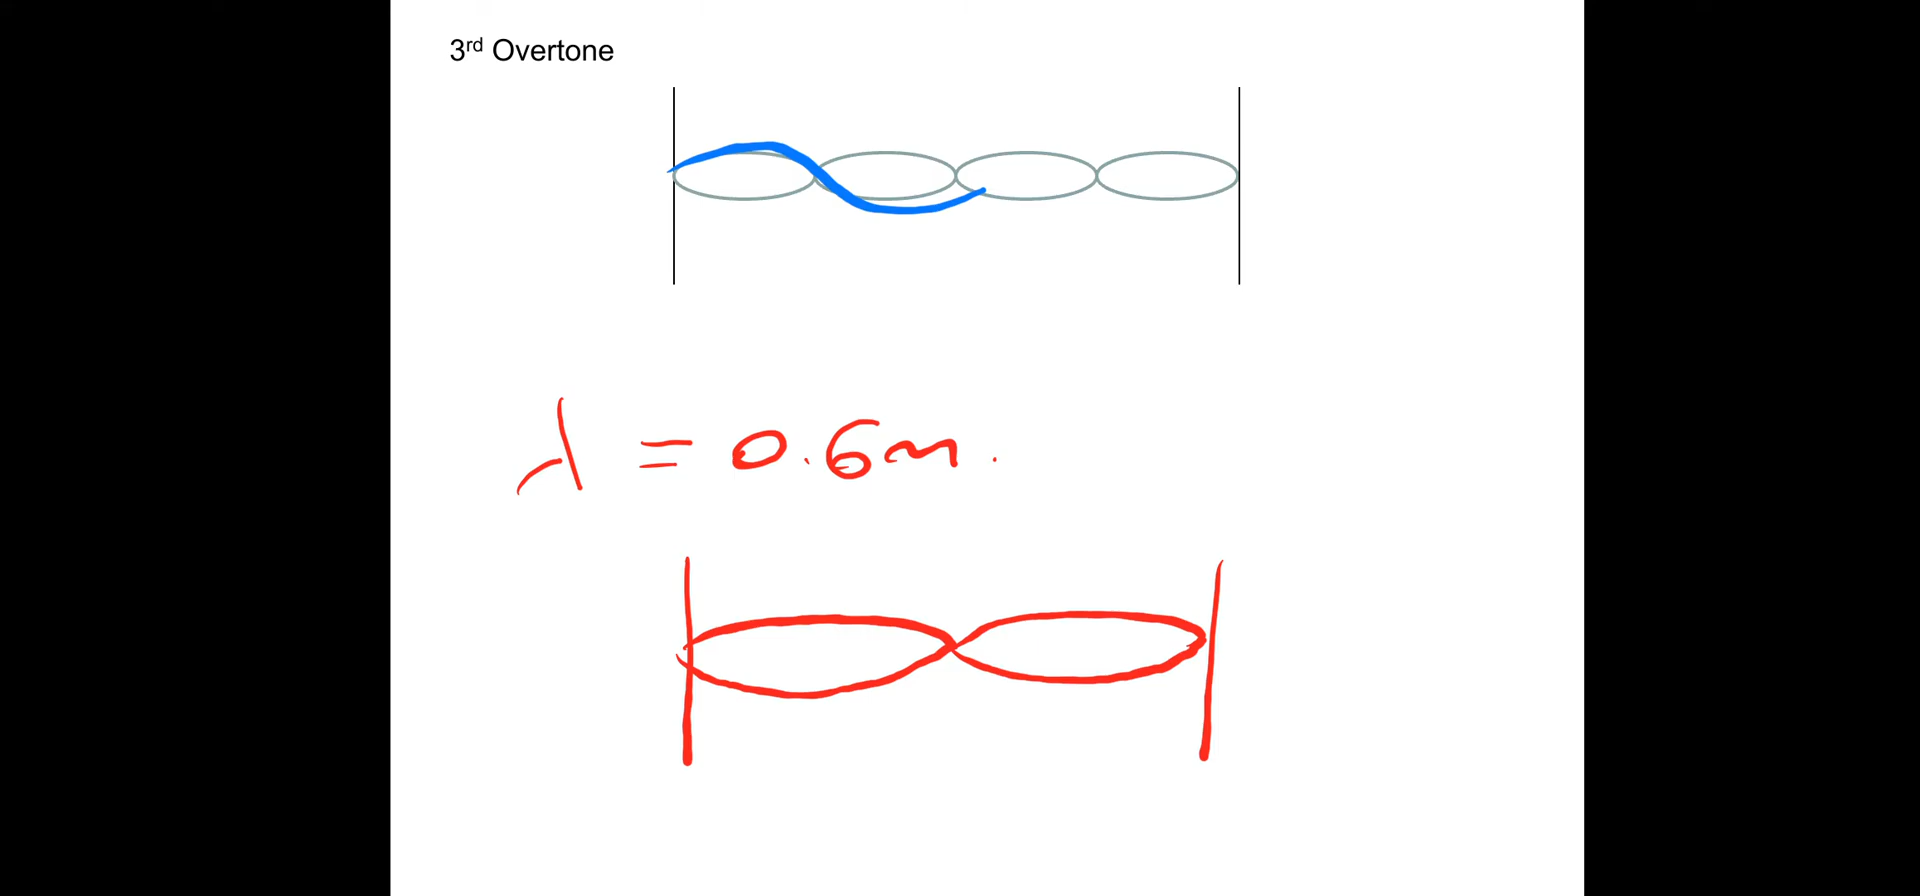 3rd Overtone
λ = 0.6m.